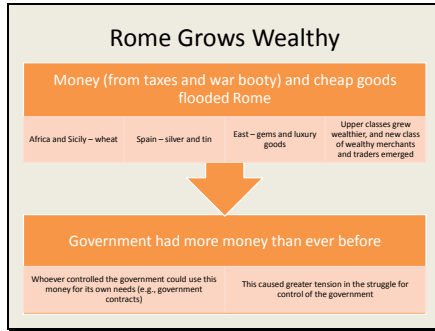 Rome Grows Wealthy
Money (from taxes and war booty) and cheap goods
flooded Rome
Africa and Sicily – wheat
Spain – silver and tin
East – gems and luxury
goods
Upper classes grew
wealthier, and new class
of wealthy merchants
and traders emerged
Government had more money than ever before
Whoever controlled the government could use this
money for its own needs (e.g., government
contracts)
This caused greater tension in the struggle for
control of the government